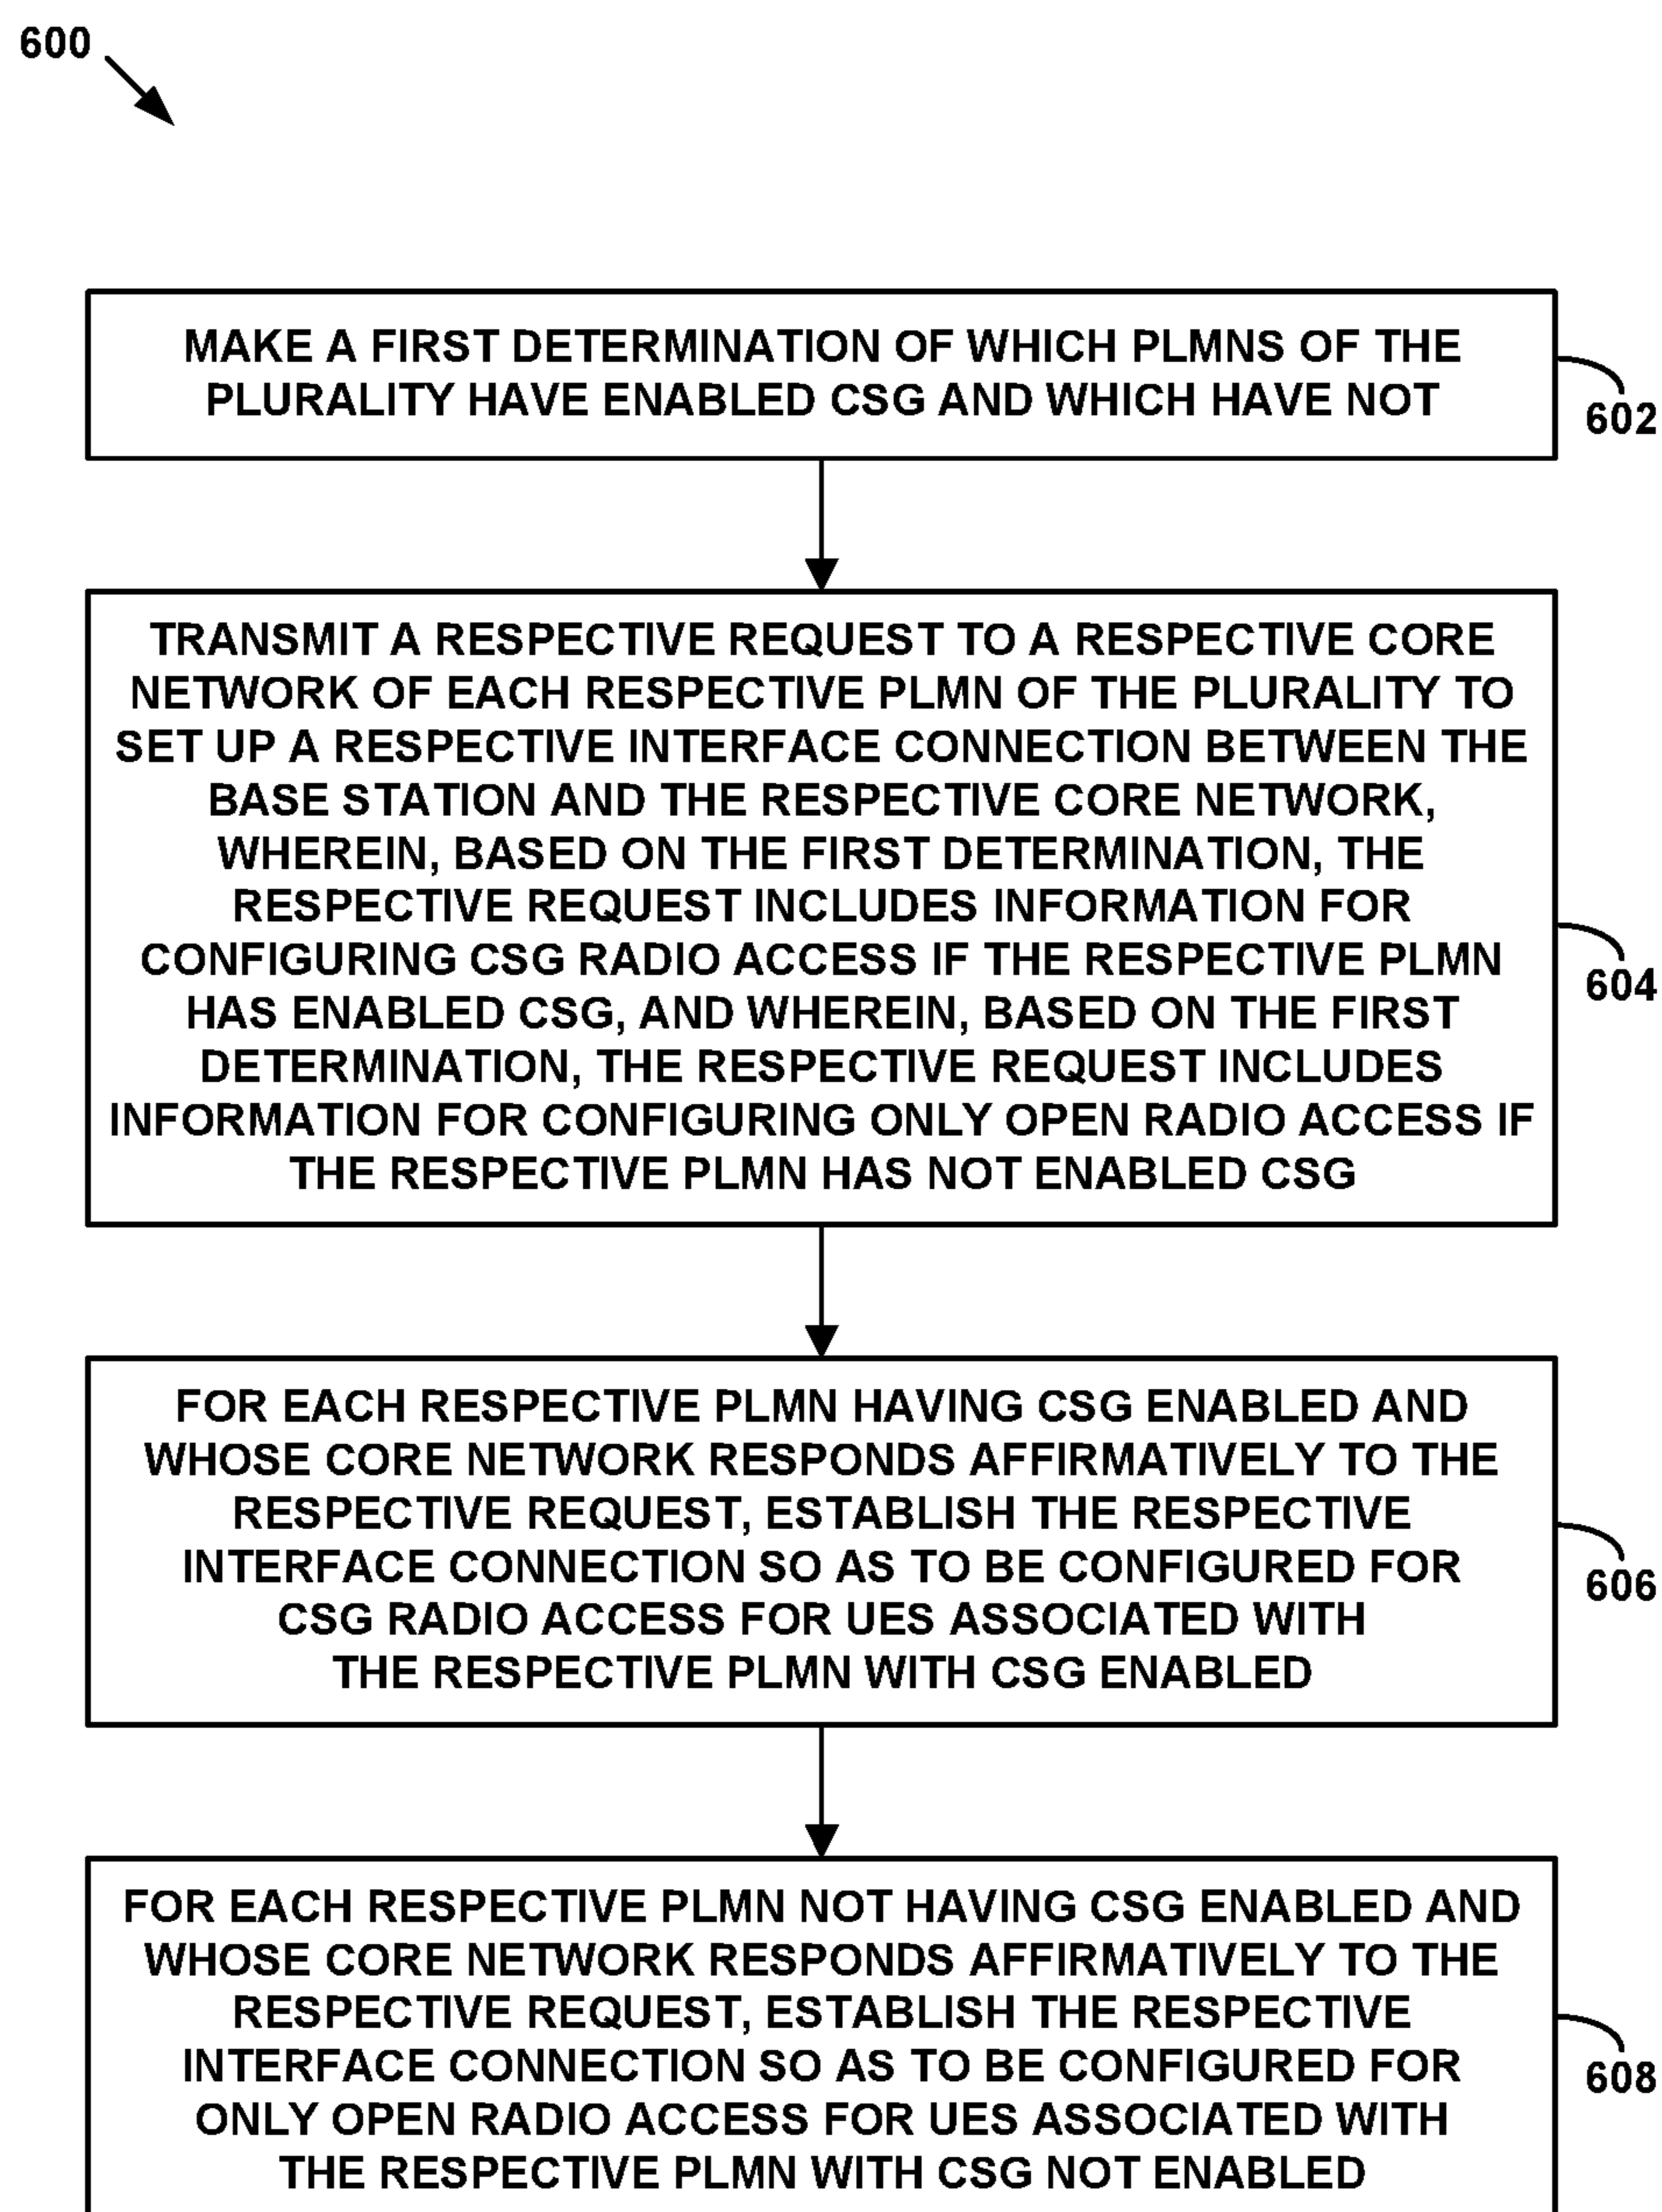 600
MAKE A FIRST DETERMINATION OF WHICH PLMNS OF THE
PLURALITY HAVE ENABLED CSG AND WHICH HAVE NOT
602
TRANSMIT A RESPECTIVE REQUEST TO A RESPECTIVE CORE
NETWORK OF EACH RESPECTIVE PLMN OF THE PLURALITY TO
SET UP A RESPECTIVE INTERFACE CONNECTION BETWEEN THE
BASE STATION AND THE RESPECTIVE CORE NETWORK,
WHEREIN, BASED ON THE FIRST DETERMINATION, THE
RESPECTIVE REQUEST INCLUDES INFORMATION FOR
CONFIGURING CSG RADIO ACCESS IF THE RESPECTIVE PLMN
HAS ENABLED CSG, AND WHEREIN, BASED ON THE FIRST
DETERMINATION, THE RESPECTIVE REQUEST INCLUDES
INFORMATION FOR CONFIGURING ONLY OPEN RADIO ACCESS IF
THE RESPECTIVE PLMN HAS NOT ENABLED CSG
604
FOR EACH RESPECTIVE PLMN HAVING CSG ENABLED AND
WHOSE CORE NETWORK RESPONDS AFFIRMATIVELY TO THE
RESPECTIVE REQUEST, ESTABLISH THE RESPECTIVE
INTERFACE CONNECTION SO AS TO BE CONFIGURED FOR
CSG RADIO ACCESS FOR UES ASSOCIATED WITH
THE RESPECTIVE PLMN WITH CSG ENABLED
606
FOR EACH RESPECTIVE PLMN NOT HAVING CSG ENABLED AND
WHOSE CORE NETWORK RESPONDS AFFIRMATIVELY TO THE
RESPECTIVE REQUEST, ESTABLISH THE RESPECTIVE
INTERFACE CONNECTION SO AS TO BE CONFIGURED FOR
ONLY OPEN RADIO ACCESS FOR UES ASSOCIATED WITH
THE RESPECTIVE PLMN WITH CSG NOT ENABLED
608